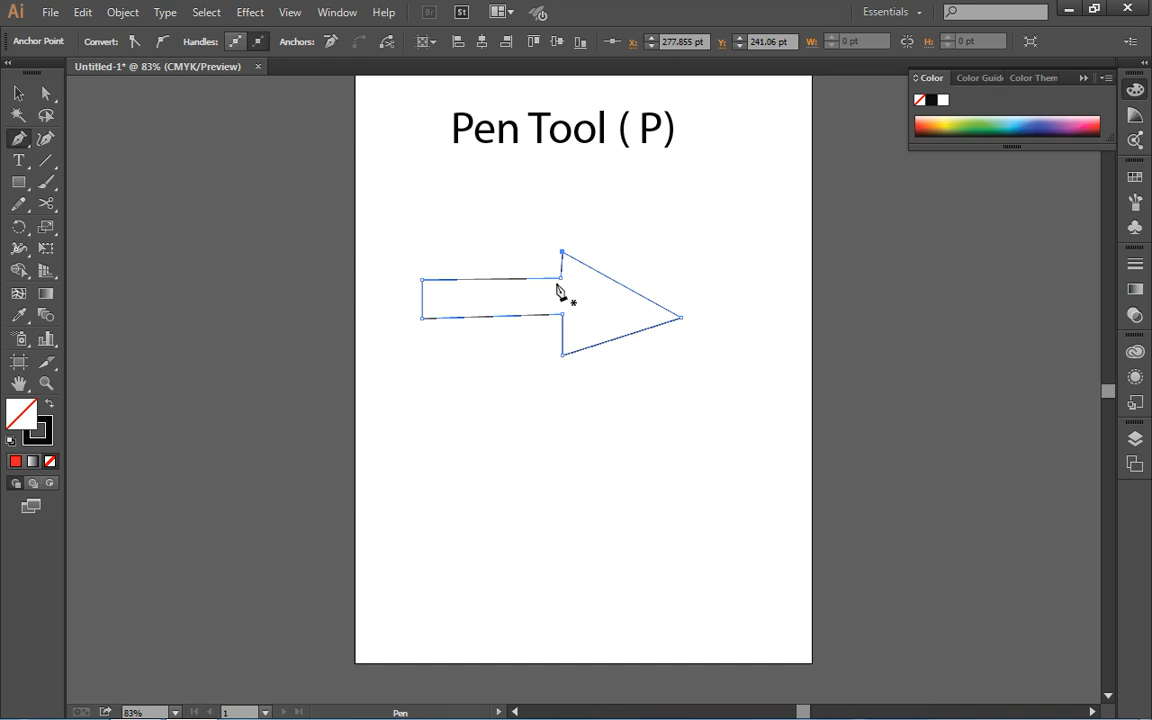 Ai File Edit Object Type Select Effect View Window Help Br St Essentials
Anchor Point Convert: Handles: Anchors: X: 277.855 pt Y: 241.06 pt W: 0 pt H: 0 pt
Untitled-1* @ 83% (CMYK/Preview) ×
Color Color Guid Color Them
Pen Tool ( P)
83% 1 Pen